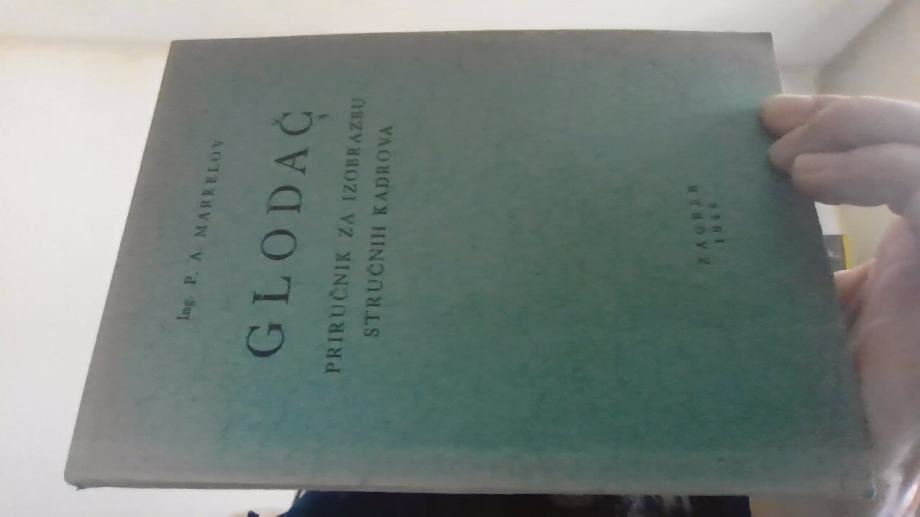 Ing. P. A. MARKELOV
GLODAČ
PRIRUČNIK ZA IZOBRAZBU
STRUČNIH KADROVA
ZAGREB